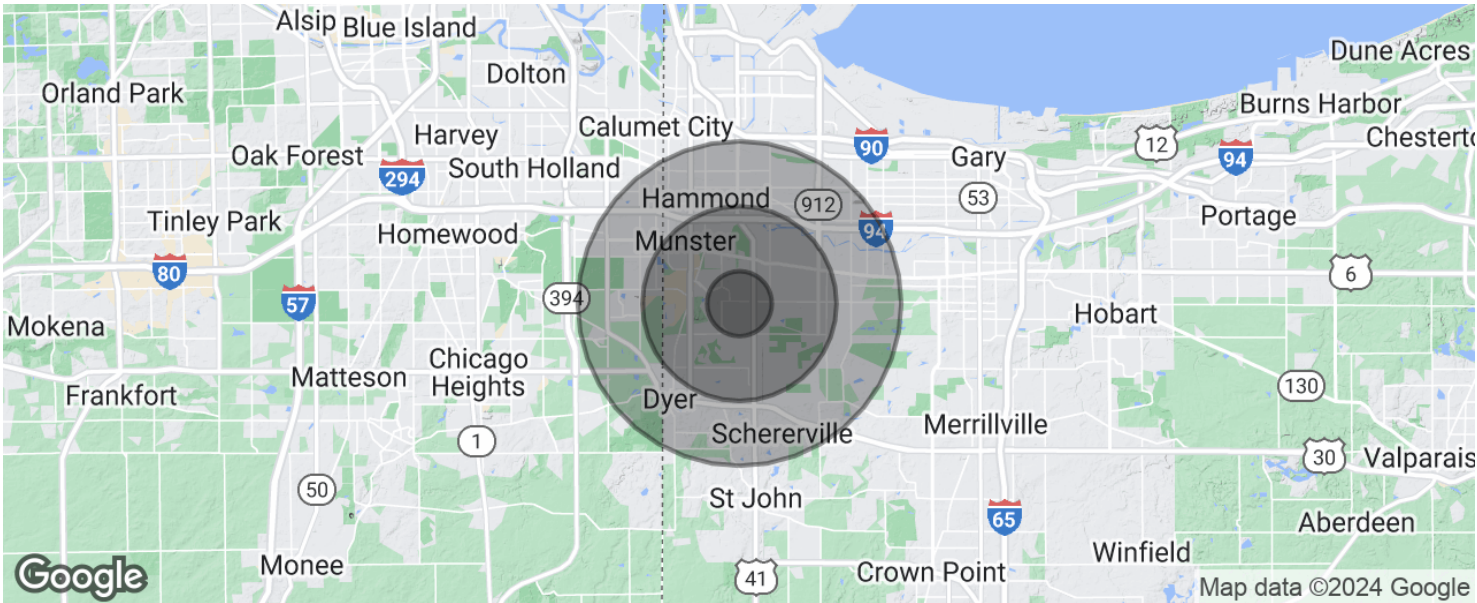 Alsip
Blue Island
Dune Acres
Dolton
Orland Park
Burns Harbor
Calumet City
Harvey
12
Chesterto
90
94
Oak Forest
Gary
South Holland
294
Hammond
912
53
Tinley Park
Portage
Homewood
Munster
94
80
6
57
394
Hobart
Mokena
Chicago
Heights
Matteson
130
Frankfort
Dyer
Merrillville
Schererville
1
30
Valparais
50
St John
65
Aberdeen
Winfield
Monee
Crown Point
41
Google
Map data ©2024 Google